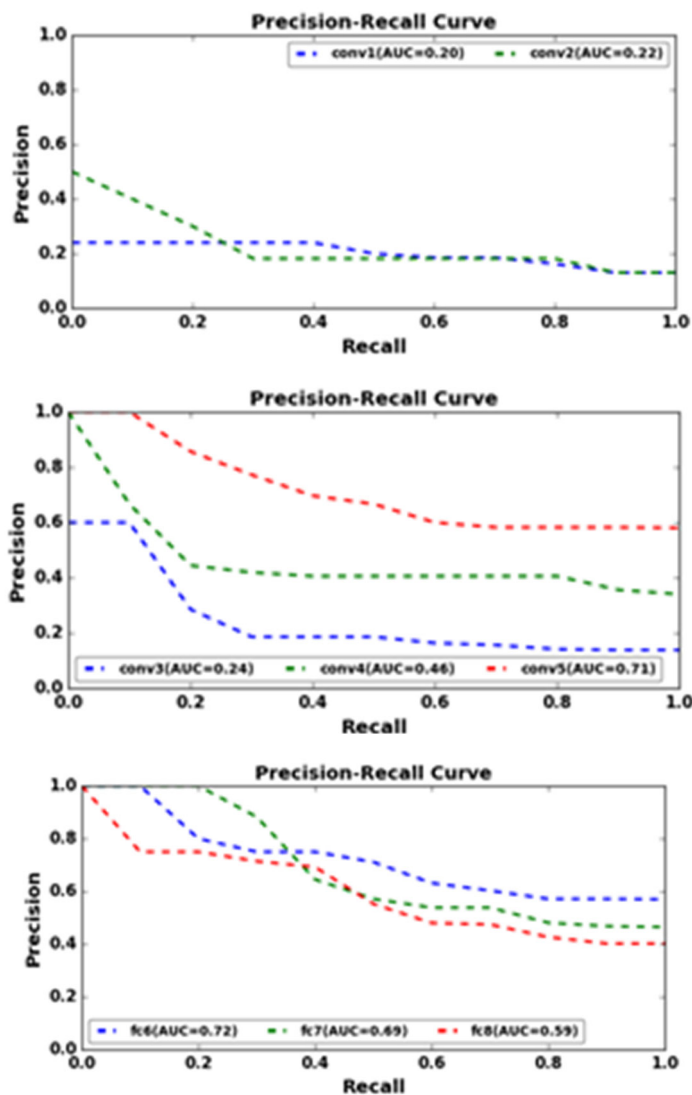 Precision-Recall Curve
conv1(AUC=0.20) conv2(AUC=0.22)
1.0
0.8
0.6
0.4
0.2
0.0
Precision
0.0 0.2 0.4 0.6 0.8 1.0
Recall
Precision-Recall Curve
1.0
0.8
0.6
0.4
0.2
0.0
Precision
conv3(AUC=0.24) conv4(AUC=0.46) conv5(AUC=0.71)
0.0 0.2 0.4 0.6 0.8 1.0
Recall
Precision-Recall Curve
1.0
0.8
0.6
0.4
0.2
0.0
Precision
fc6(AUC=0.72) fc7(AUC=0.69) fc8(AUC=0.59)
0.0 0.2 0.4 0.6 0.8 1.0
Recall